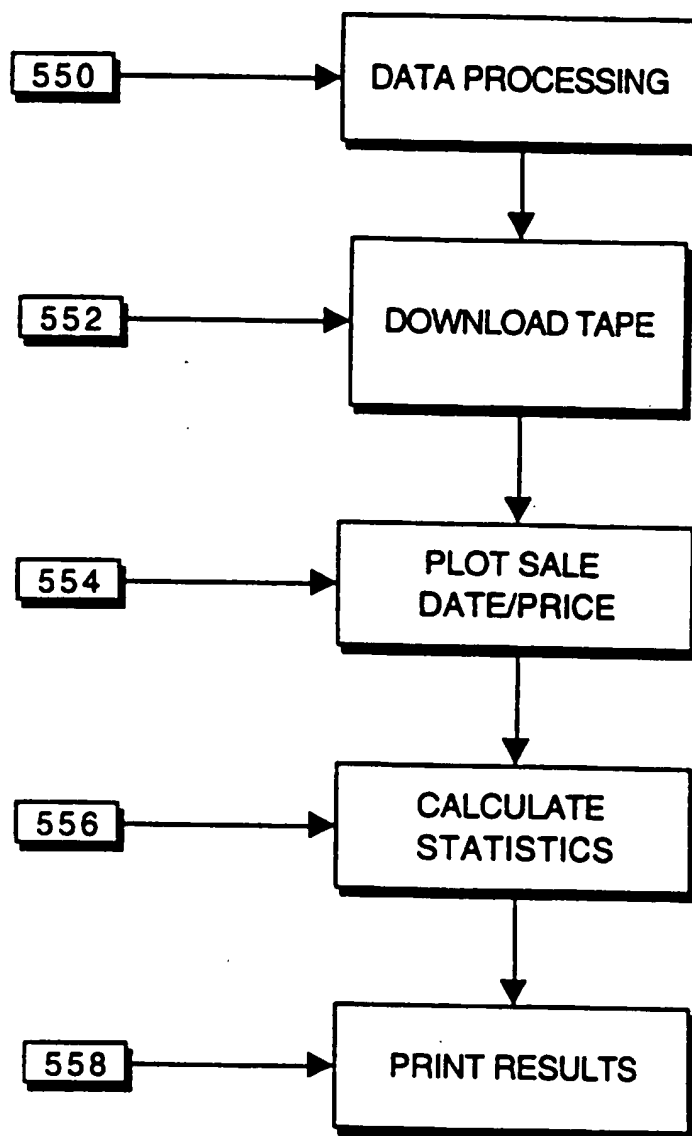 550
DATA PROCESSING
552
DOWNLOAD TAPE
554
PLOT SALE
DATE/PRICE
556
CALCULATE
STATISTICS
558
PRINT RESULTS